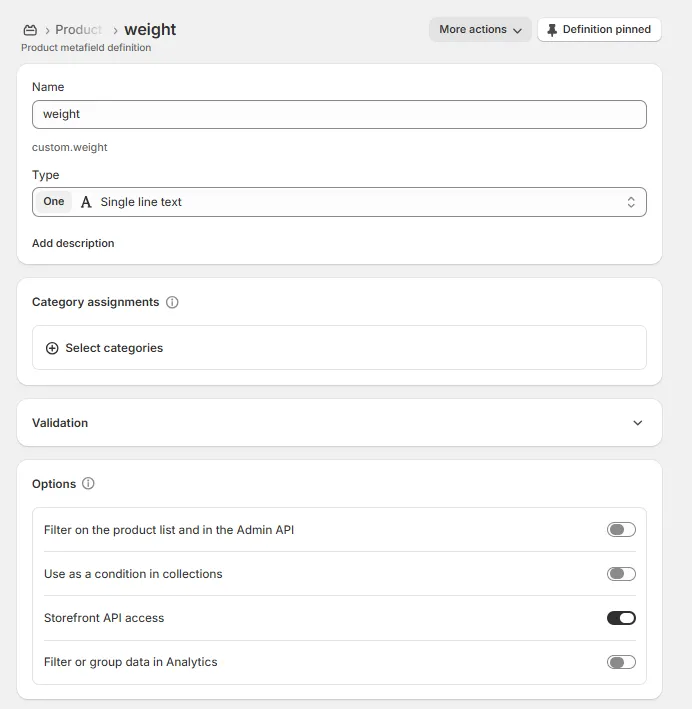 Product weight
More actions
Definition pinned
Product metafield definition
Name
weight
custom.weight
Type
One A Single line text
Add description
Category assignments
Select categories
Validation
Options
Filter on the product list and in the Admin API
Use as a condition in collections
Storefront API access
Filter or group data in Analytics